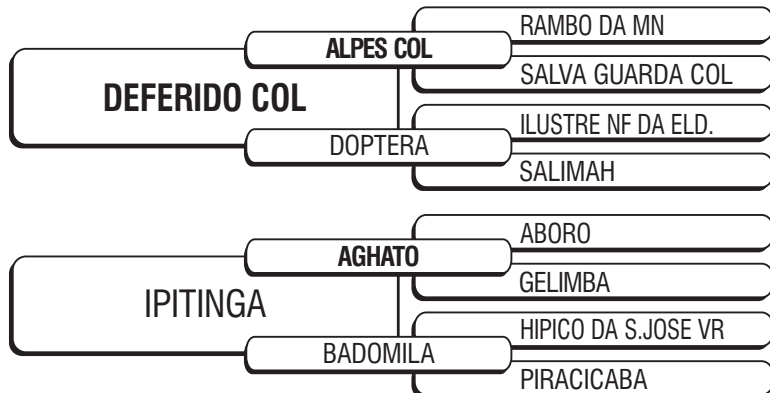 RAMBO DA MN
ALPES COL
SALVA GUARDA COL
DEFERIDO COL
ILUSTRE NF DA ELD.
DOPTERA
SALIMAH
ABORO
AGHATO
GELIMBA
IPITINGA
HIPICO DA S.JOSE VR
BADOMILA
PIRACICABA